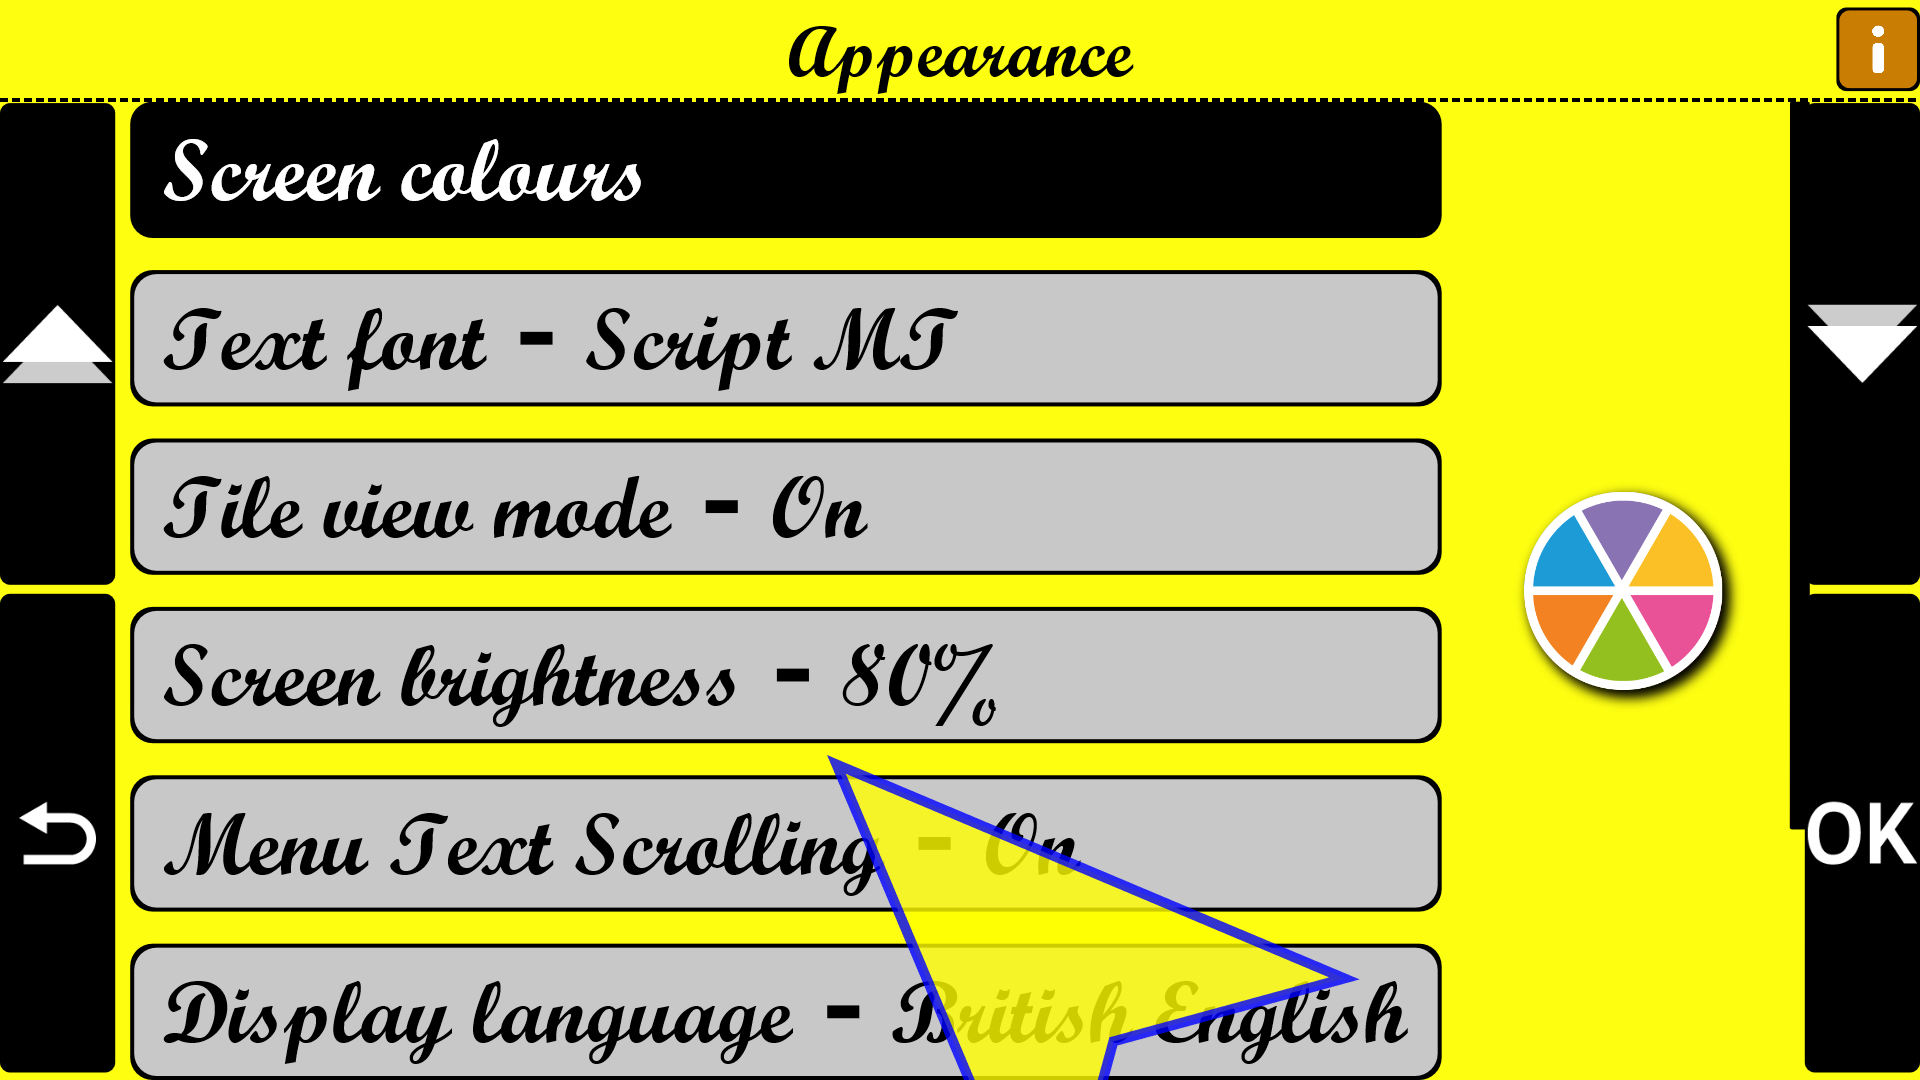 Appearance
i
Screen colours
Text font - Script MT
Tile view mode - On
Screen brightness - 80%
Menu Text Scrolling - On
OK
Display language - British English